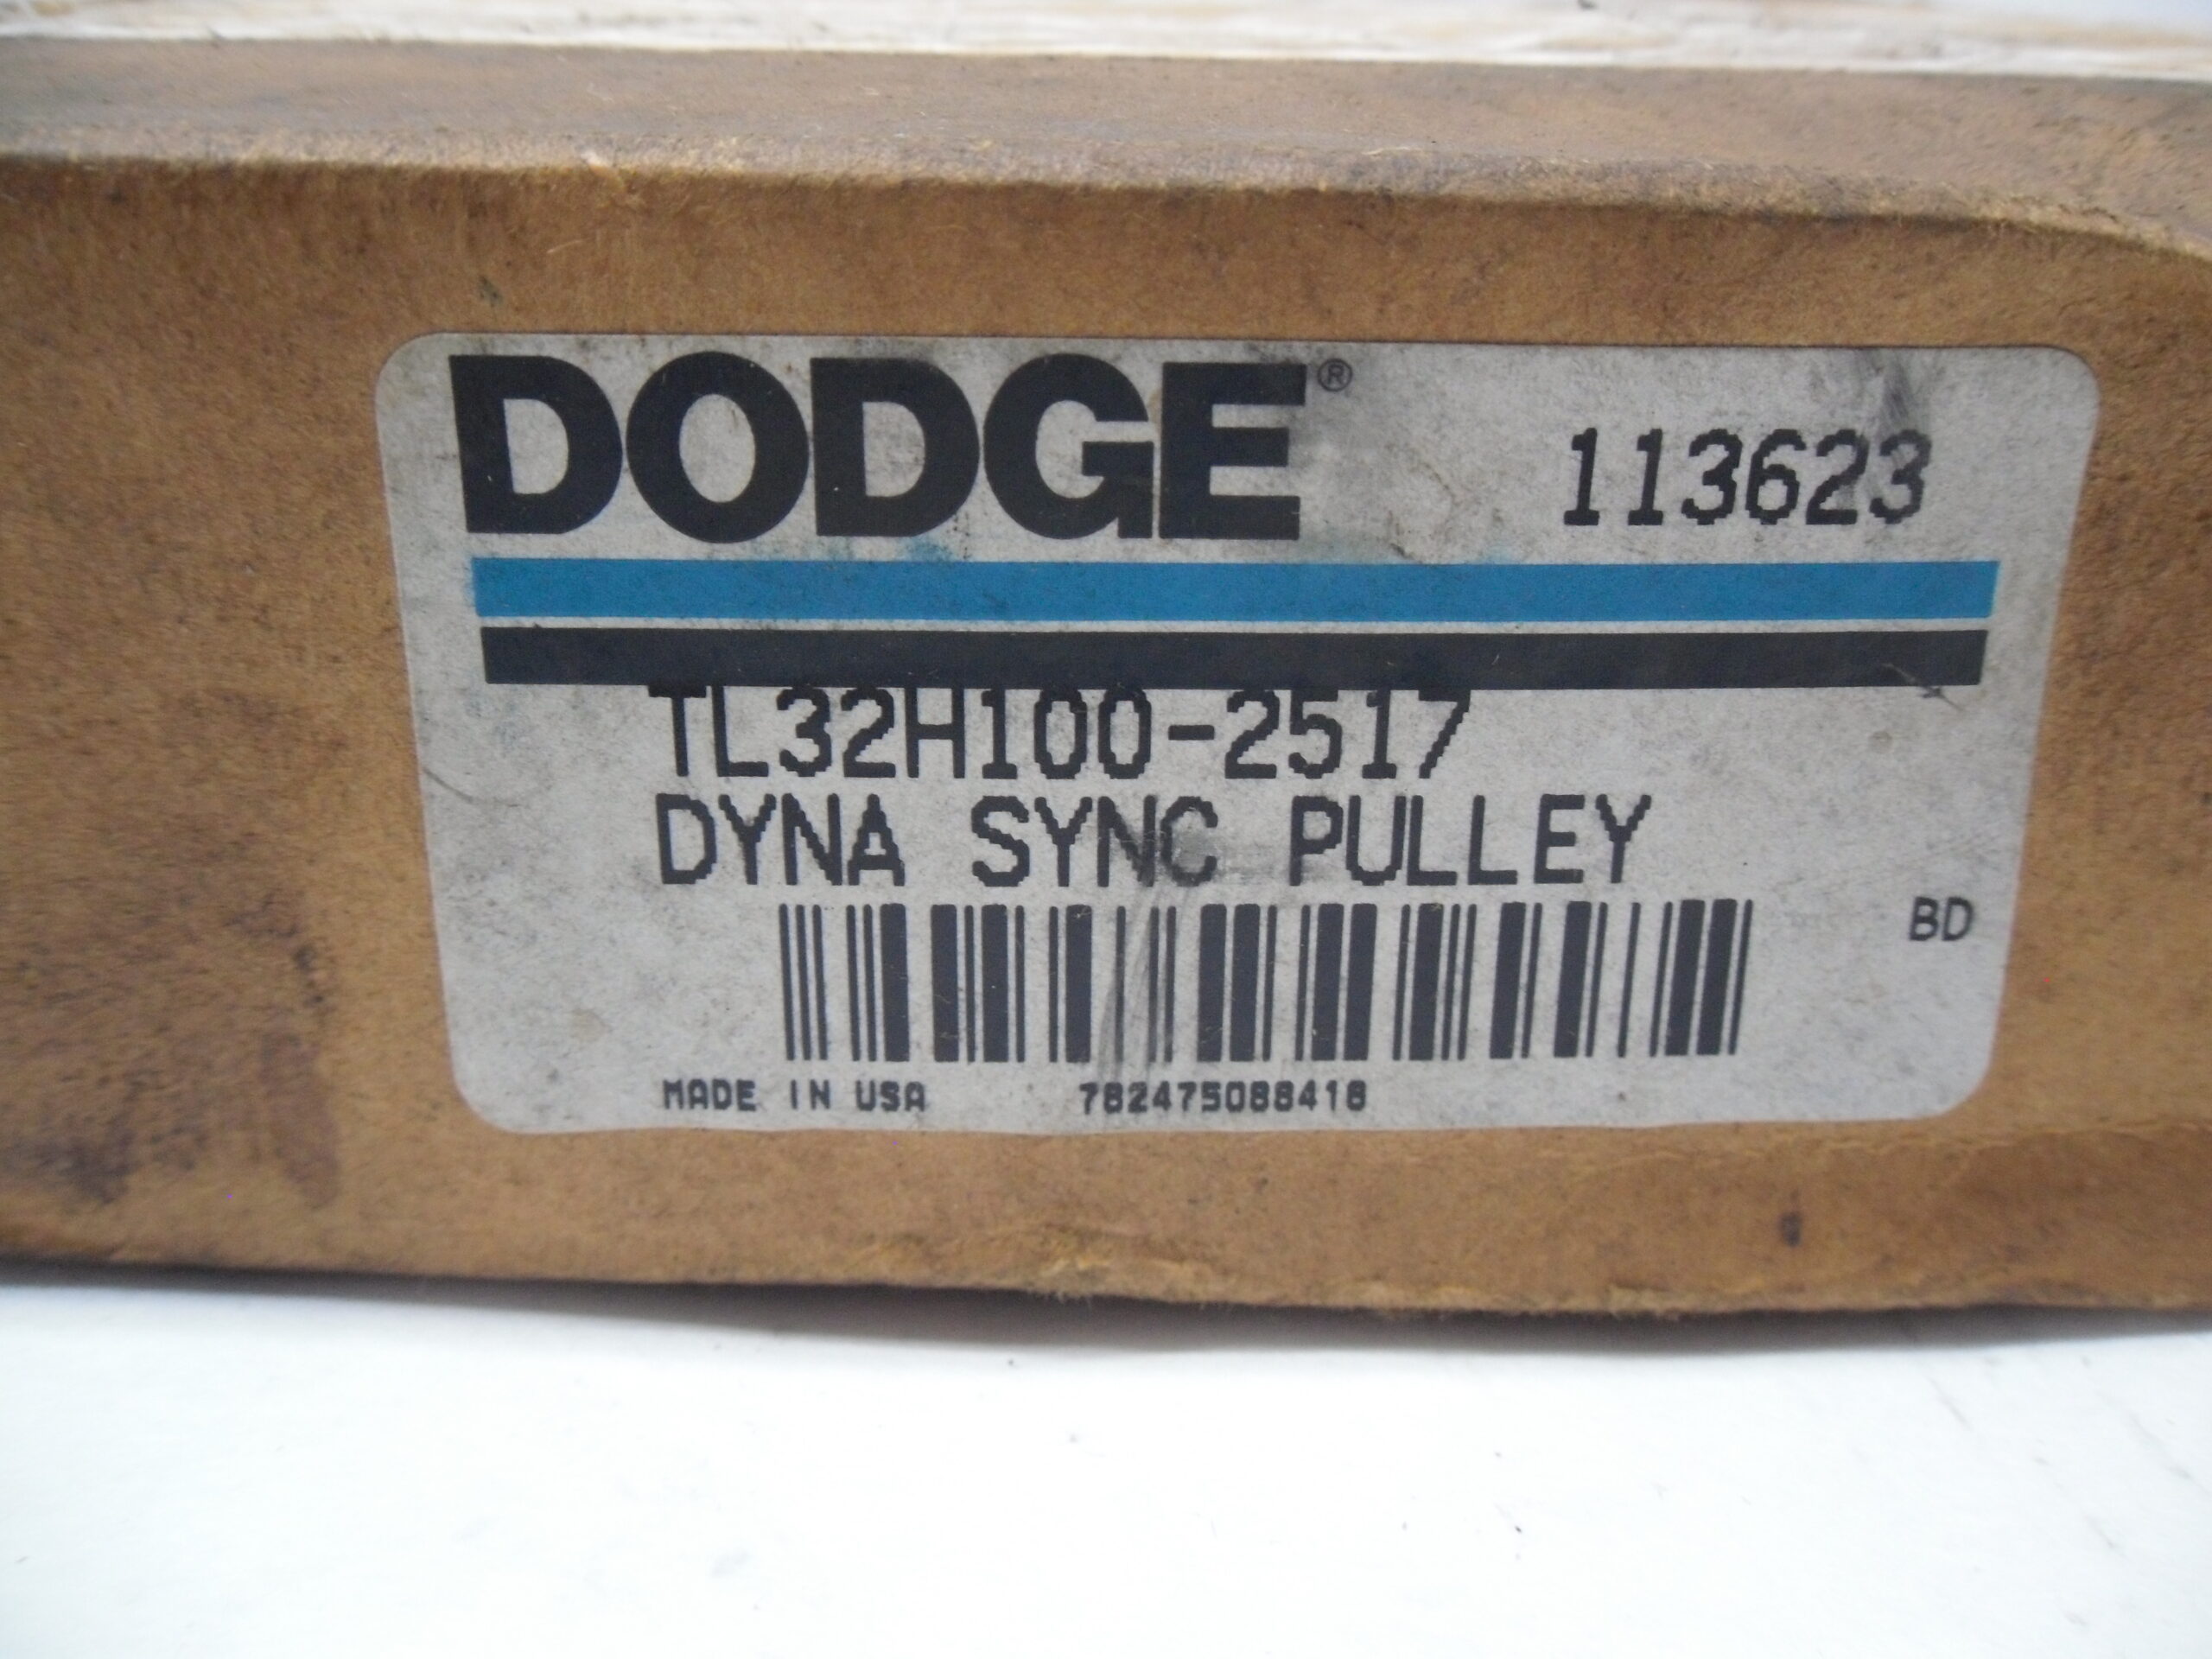 DODGE® 113623
TL32H100-2517
DYNA SYNC PULLEY
BD
MADE IN USA 782475088418